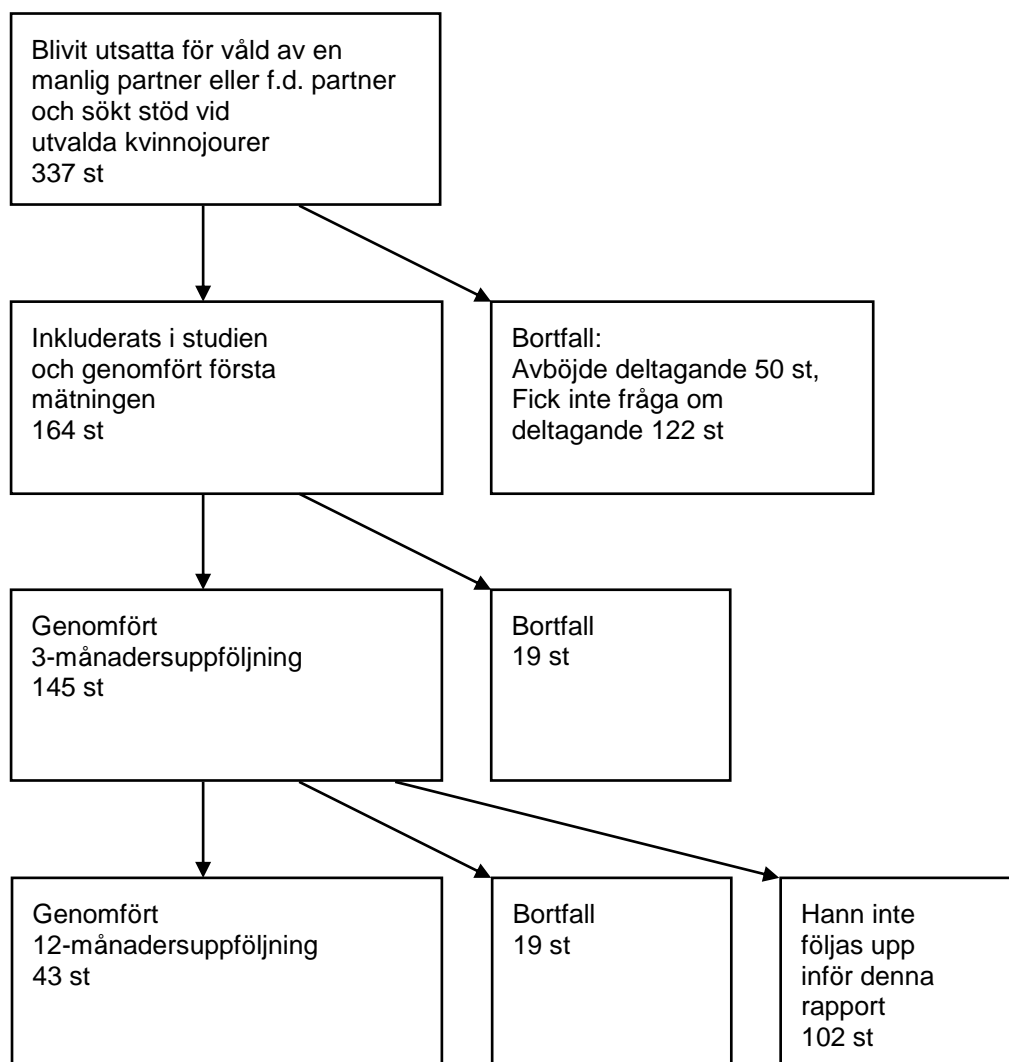 Blivit utsatta för våld av en
manlig partner eller f.d. partner
och sökt stöd vid
utvalda kvinnojourer
337 st
Inkluderats i studien
och genomfört första
mätningen
164 st
Bortfall:
Avböjde deltagande 50 st,
Fick inte fråga om
deltagande 122 st
Genomfört
3-månadersuppföljning
145 st
Bortfall
19 st
Genomfört
12-månadersuppföljning
43 st
Bortfall
19 st
Hann inte
följas upp
inför denna
rapport
102 st